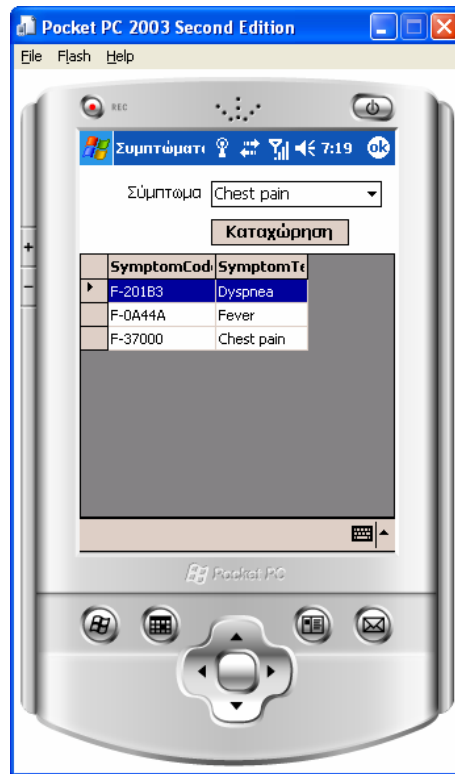 Pocket PC 2003 Second Edition
File Flash Help
REC
Συμπτώματα 7:19 ok
Σύμπτωμα Chest pain
Καταχώρηση
SymptomCod SymptomTe
F-201B3 Dyspnea
F-0A44A Fever
F-37000 Chest pain
Pocket PC